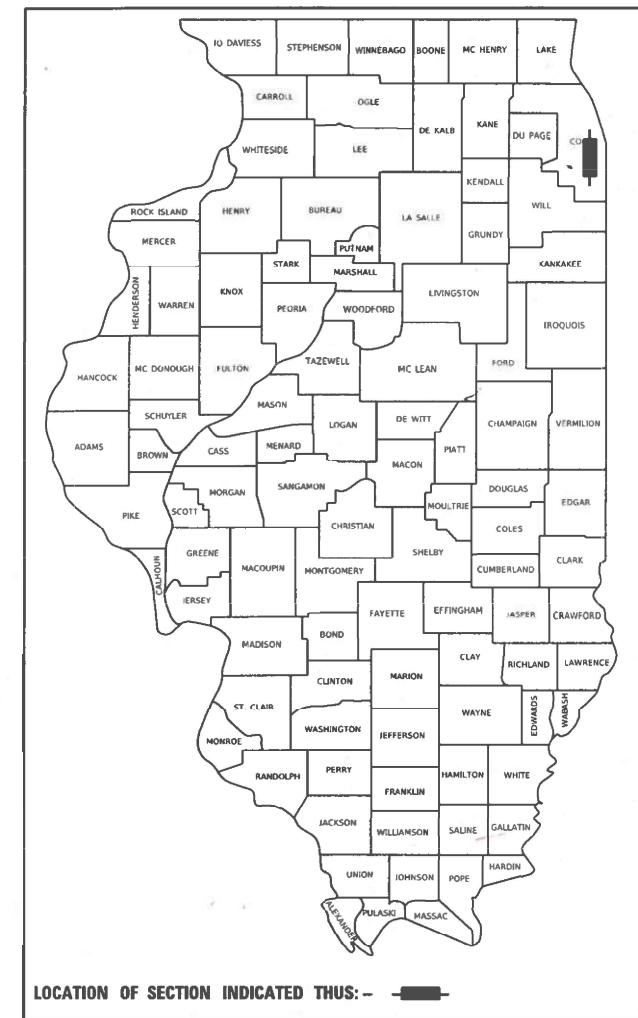 JO DAVIESS STEPHENSON WINNEBAGO BOONE MC HENRY LAKE
CARROLL OGLE
DE KALB KANE DU PAGE CO
WHITESIDE LEE
KENDALL WILL
ROCK ISLAND HENRY BUREAU LA SALLE
GRUNDY
MERCER PUTNAM
STARK MARSHALL KANKAKEE
HENDERSON WARREN KNOX PEORIA WOODFORD LIVINGSTON
IROQUOIS
HANCOCK MC DONOUGH FULTON TAZEWELL MC LEAN FORD
SCHUYLER MASON
LOGAN DE WITT CHAMPAIGN VERMILION
ADAMS BROWN CASS MENARD PIATT
MACON
MORGAN SANGAMON DOUGLAS
PIKE SCOTT MOULTRIE EDGAR
CHRISTIAN COLES
GREENE SHELBY
CALHOUN MACOUPIN MONTGOMERY CUMBERLAND CLARK
JERSEY FAYETTE EFFINGHAM JASPER CRAWFORD
BOND
MADISON CLAY
RICHLAND LAWRENCE
CLINTON MARION
ST. CLAIR WAYNE EDWARDS WABASH
WASHINGTON JEFFERSON
MONROE
RANDOLPH PERRY HAMILTON WHITE
FRANKLIN
JACKSON WILLIAMSON SALINE GALLATIN
UNION JOHNSON POPE HARDIN
ALEXANDER PULASKI MASSAC
LOCATION OF SECTION INDICATED THUS: -